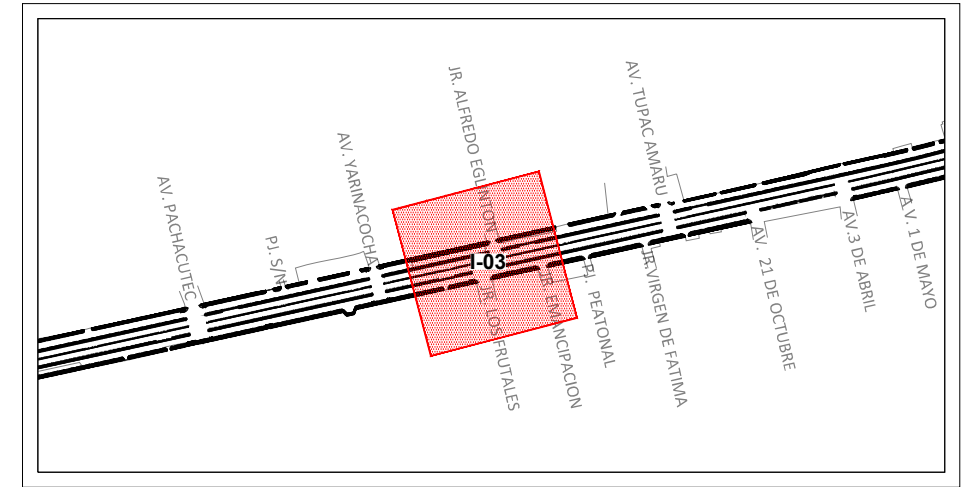 AV. PACHACUTEC
PJ. S/N
AV. YARINACOCHA
JR. ALFREDO EGLINTON
AV. TUPAC AMARU
I-03
JR. LOS FRUTALES
JR. EMANCIPACION
PJ. PEATONAL
JR.VIRGEN DE FATIMA
AV. 21 DE OCTUBRE
AV.3 DE ABRIL
AV. 1 DE MAYO